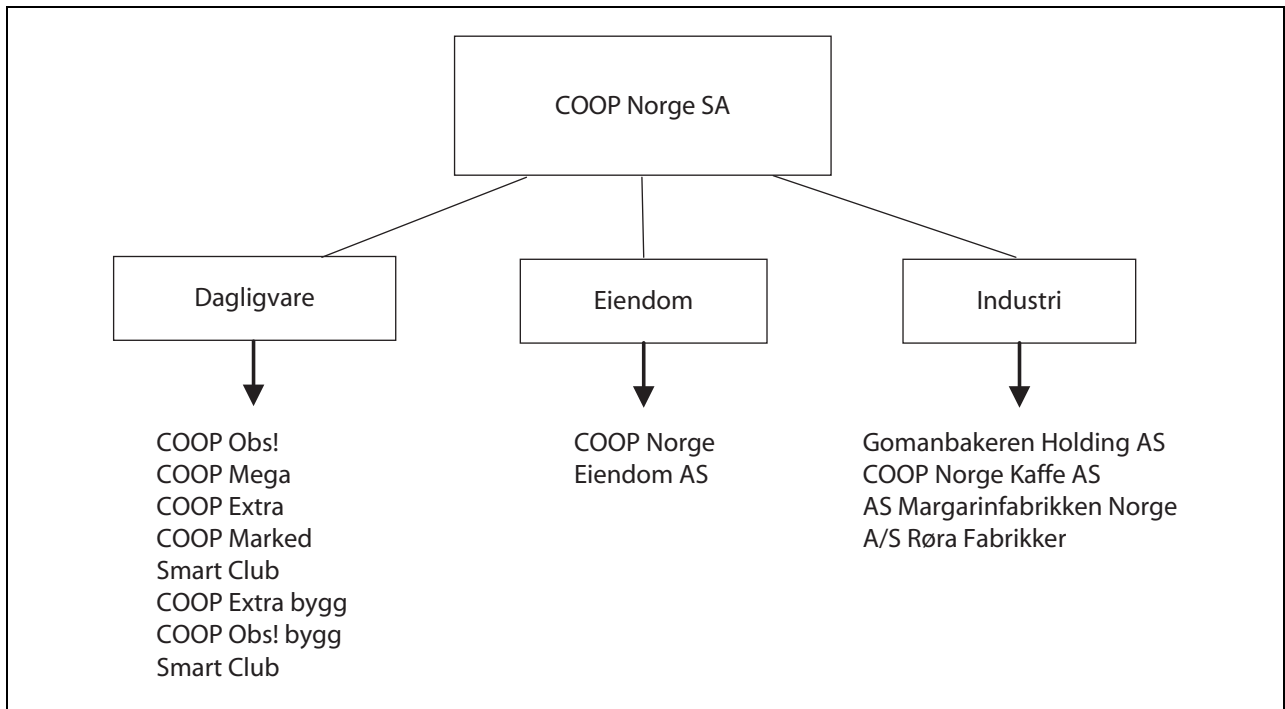 COOP Norge SA
Dagligvare
Eiendom
Industri
COOP Obs!
COOP Mega
COOP Extra
COOP Marked
Smart Club
COOP Extra bygg
COOP Obs! bygg
Smart Club
COOP Norge
Eiendom AS
Gomanbakeren Holding AS
COOP Norge Kaffe AS
AS Margarinfabrikken Norge
A/S Røra Fabrikker